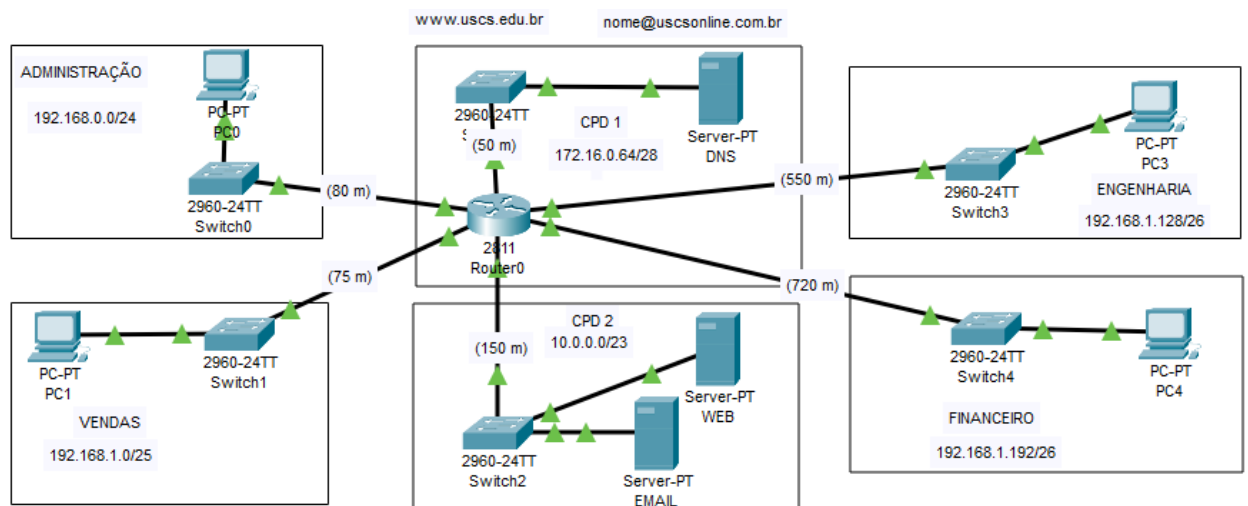 www.uscs.edu.br
nome@uscsonline.com.br
ADMINISTRAÇÃO
192.168.0.0/24
PC-PT
PC0
2960-24TT
Switch0
(80 m)
2960-24TT
(50 m)
CPD 1
172.16.0.64/28
Server-PT
DNS
2811
Router0
(550 m)
PC-PT
PC3
2960-24TT
Switch3
ENGENHARIA
192.168.1.128/26
(75 m)
PC-PT
PC1
2960-24TT
Switch1
VENDAS
192.168.1.0/25
(150 m)
CPD 2
10.0.0.0/23
Server-PT
WEB
2960-24TT
Switch2
Server-PT
EMAIL
(720 m)
2960-24TT
Switch4
PC-PT
PC4
FINANCEIRO
192.168.1.192/26